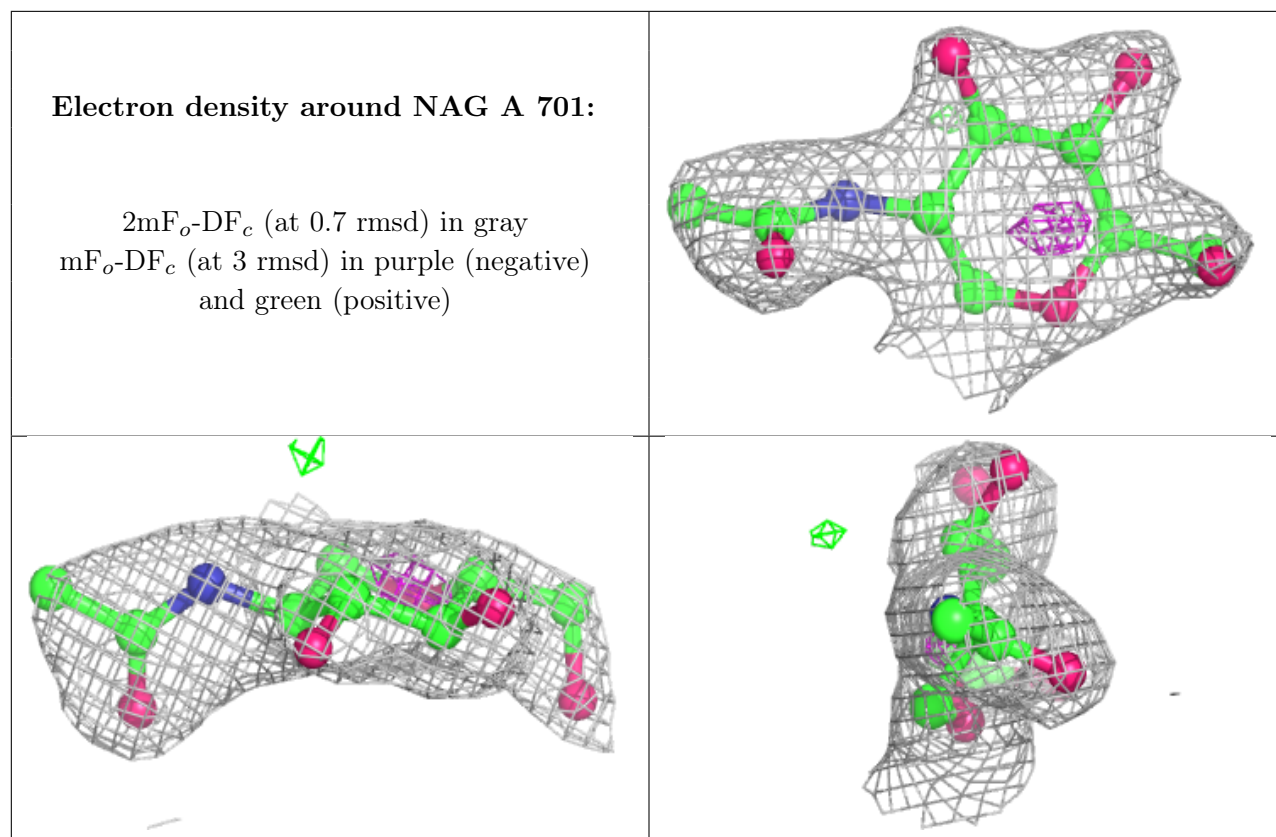 Electron density around NAG A 701:
2mFₒ-DF𝒸 (at 0.7 rmsd) in gray
mFₒ-DF𝒸 (at 3 rmsd) in purple (negative)
and green (positive)